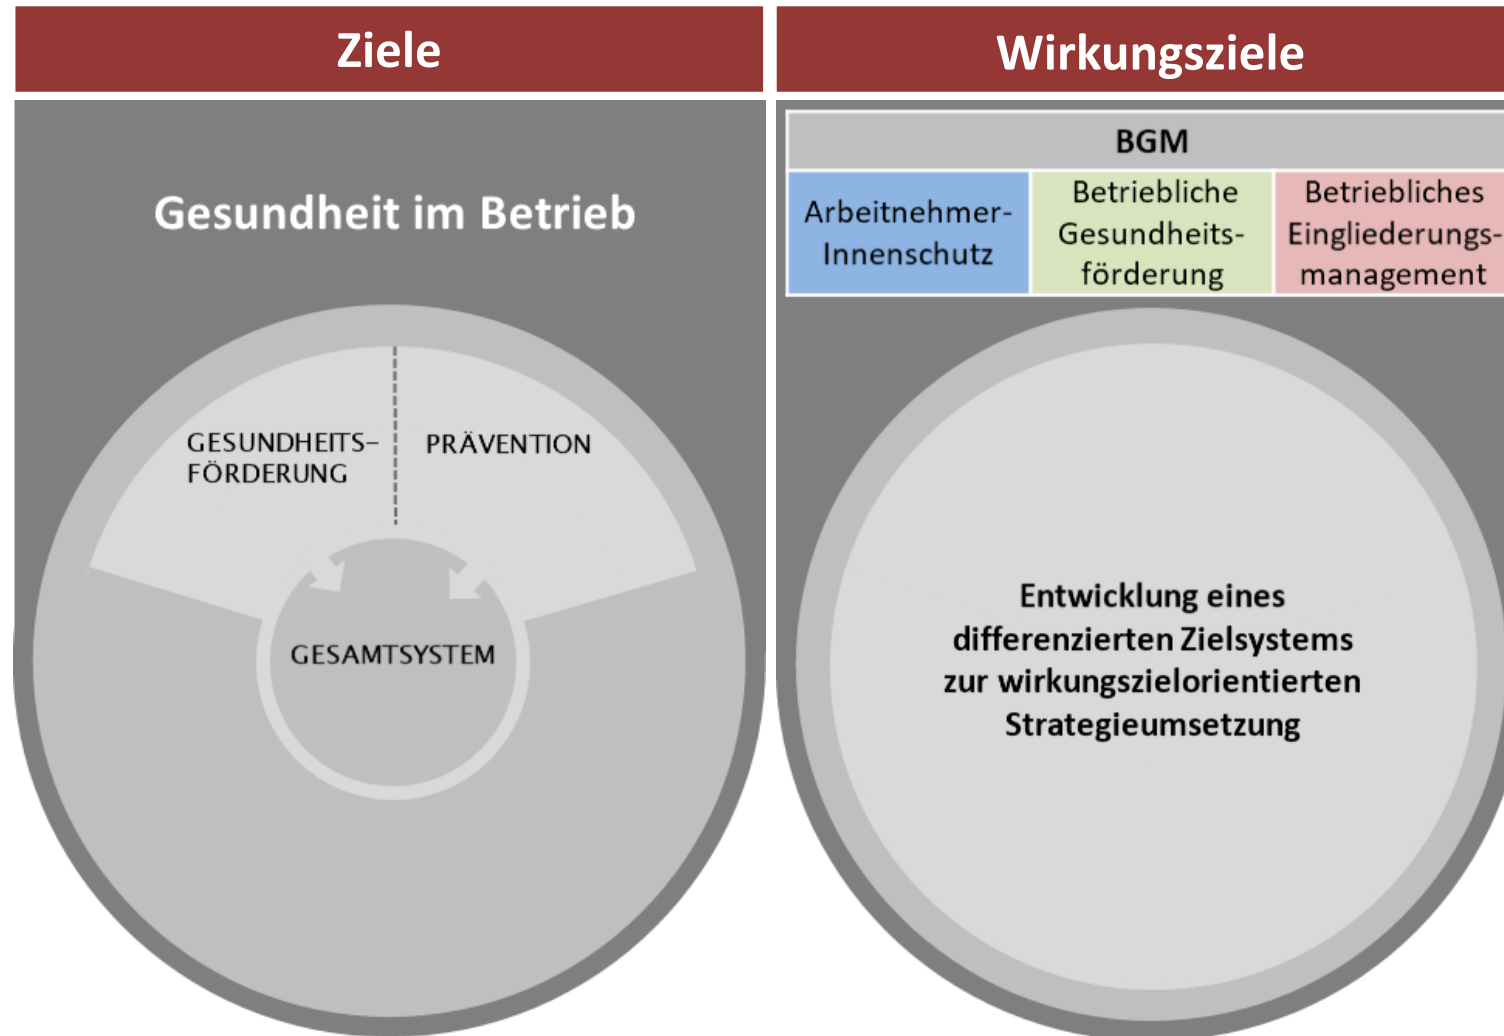 Ziele
Gesundheit im Betrieb
GESUNDHEITS-
FÖRDERUNG
PRÄVENTION
GESAMTSYSTEM
Wirkungsziele
BGM
Arbeitnehmer-
Innenschutz
Betriebliche
Gesundheits-
förderung
Betriebliches
Eingliederungs-
management
Entwicklung eines
differenzierten Zielsystems
zur wirkungszielorientierten
Strategieumsetzung